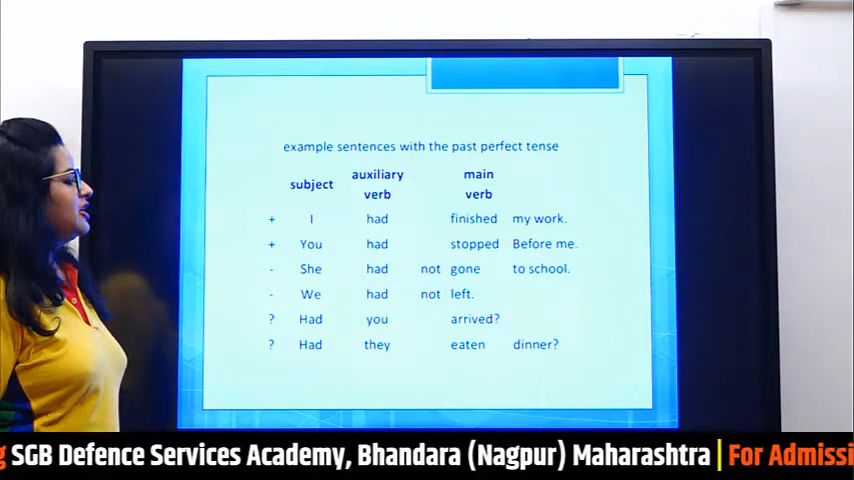 example sentences with the past perfect tense
subject auxiliary verb main verb
+ I had finished my work.
+ You had stopped Before me.
- She had not gone to school.
- We had not left.
? Had you arrived?
? Had they eaten dinner?
SGB Defence Services Academy, Bhandara (Nagpur) Maharashtra | For